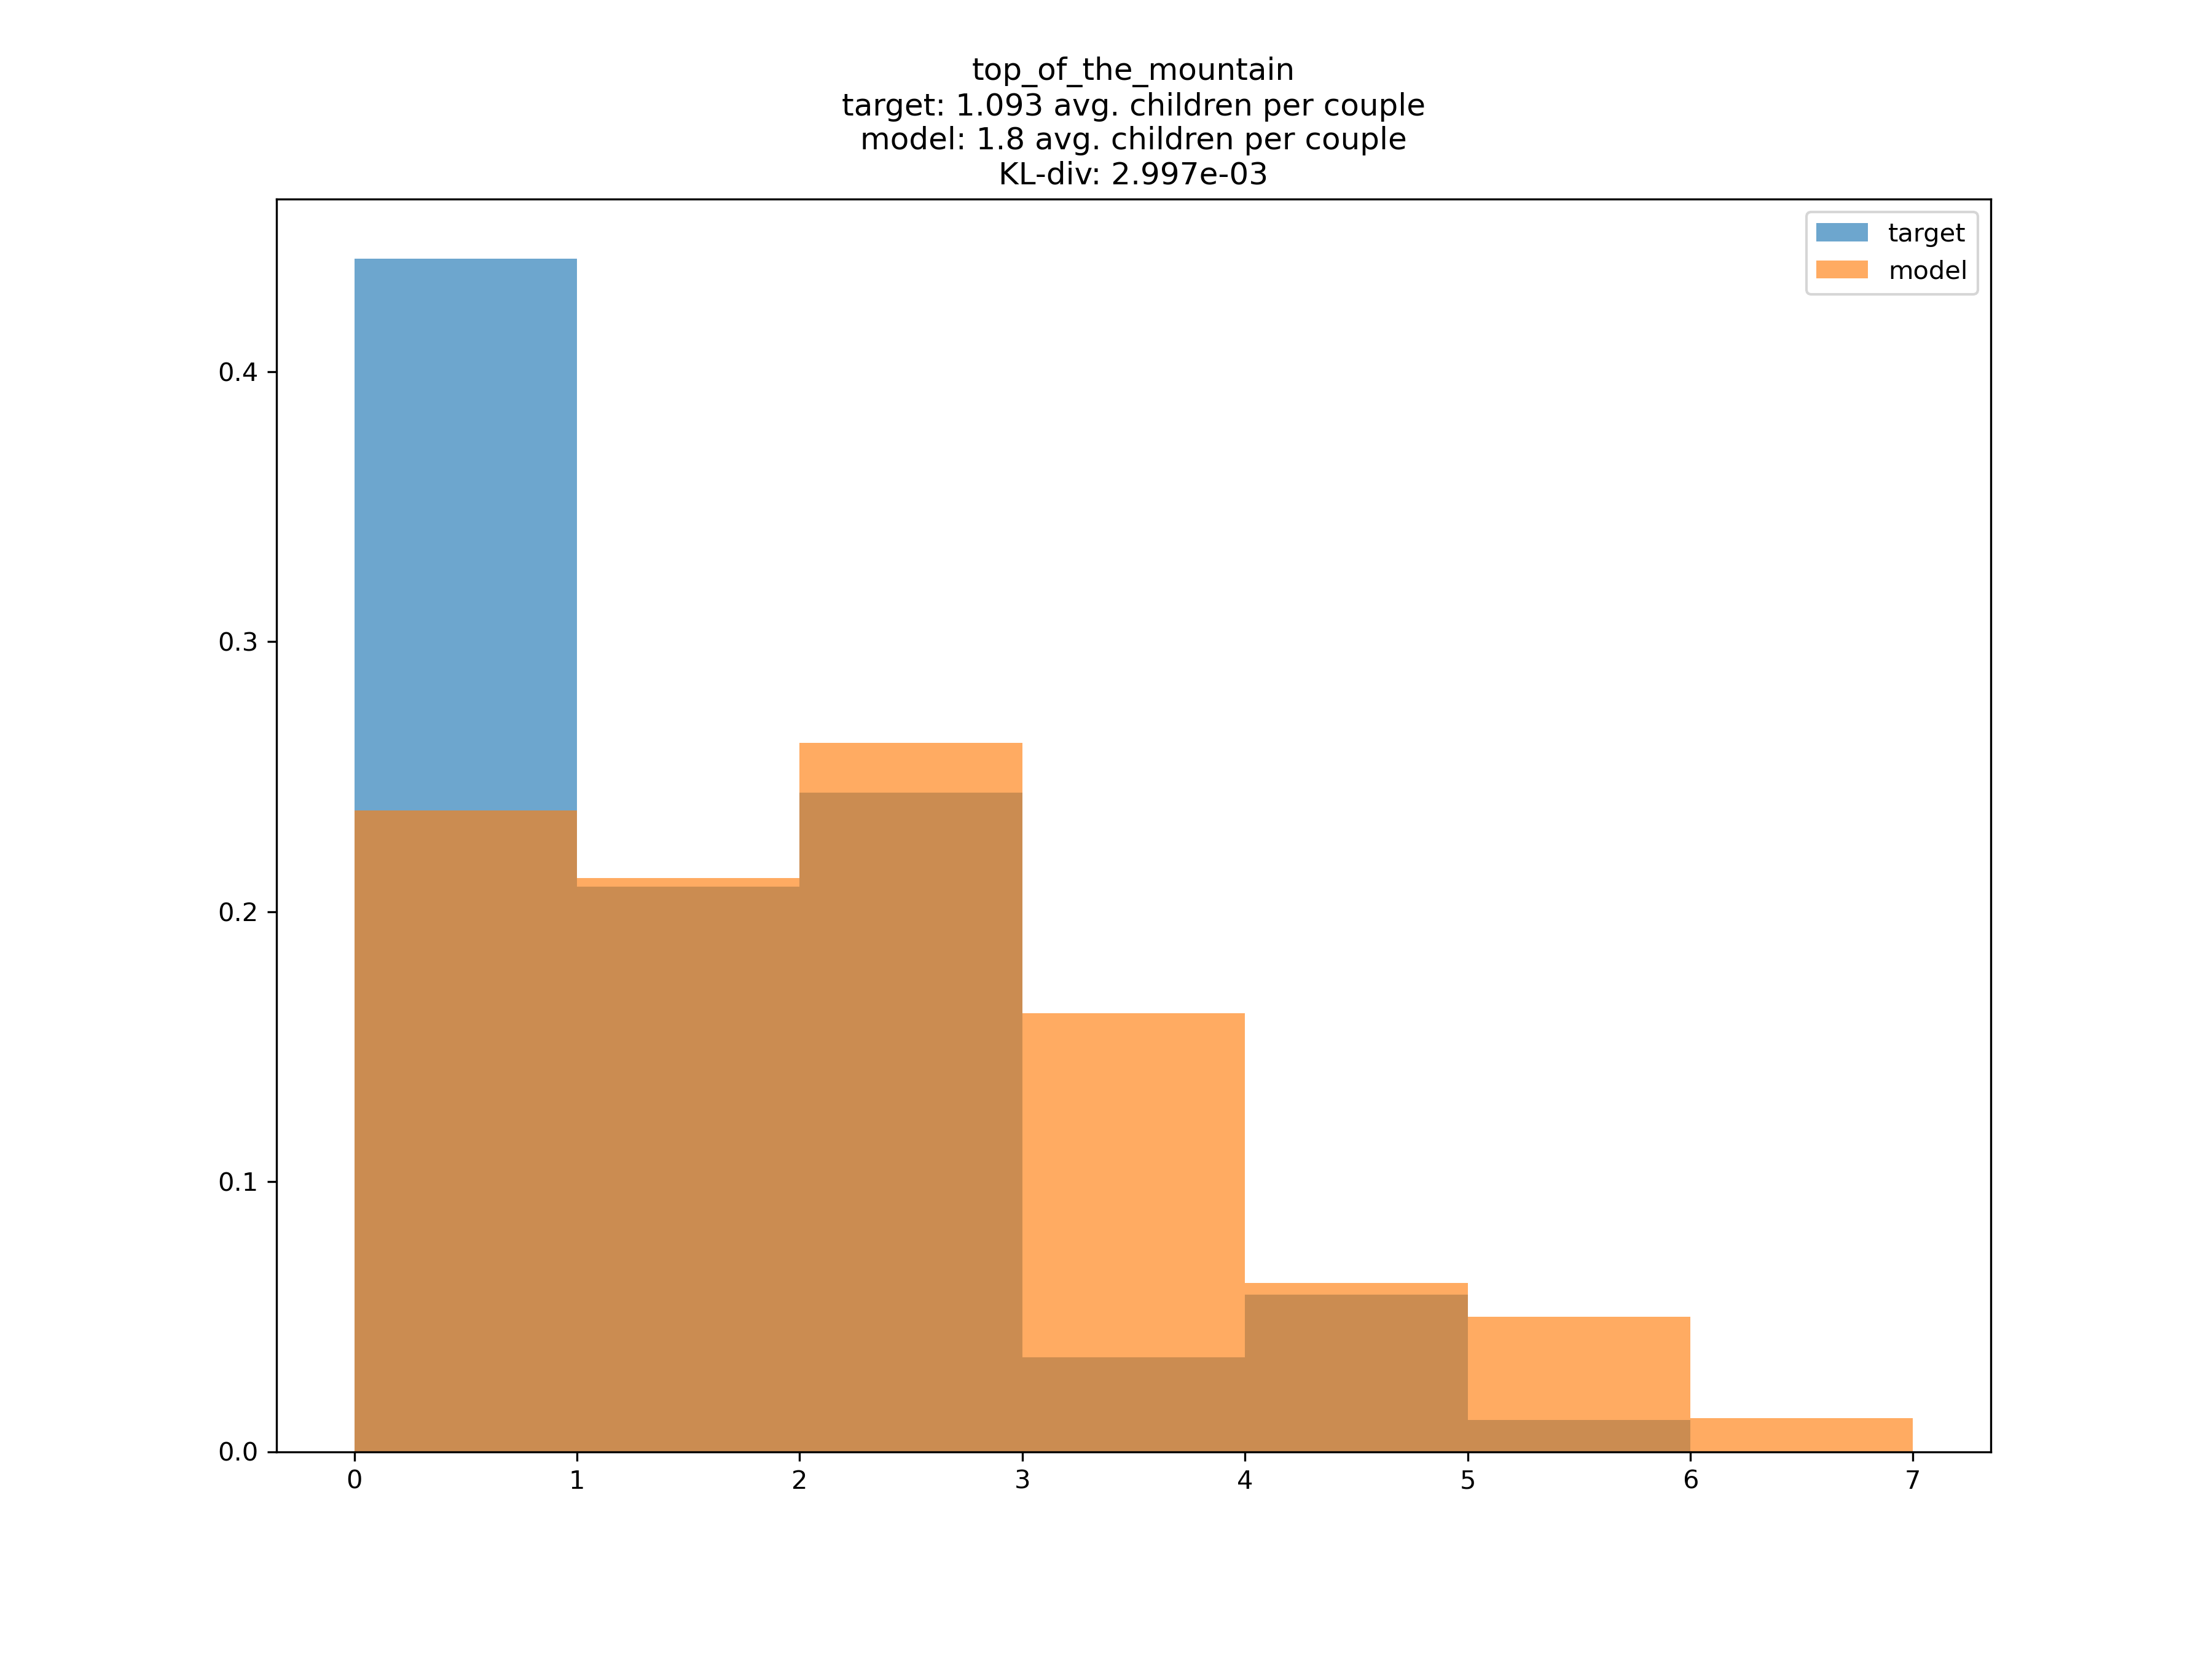 top_of_the_mountain
target: 1.093 avg. children per couple
model: 1.8 avg. children per couple
KL-div: 2.997e-03
target
model
0.4
0.3
0.2
0.1
0.0
0 1 2 3 4 5 6 7